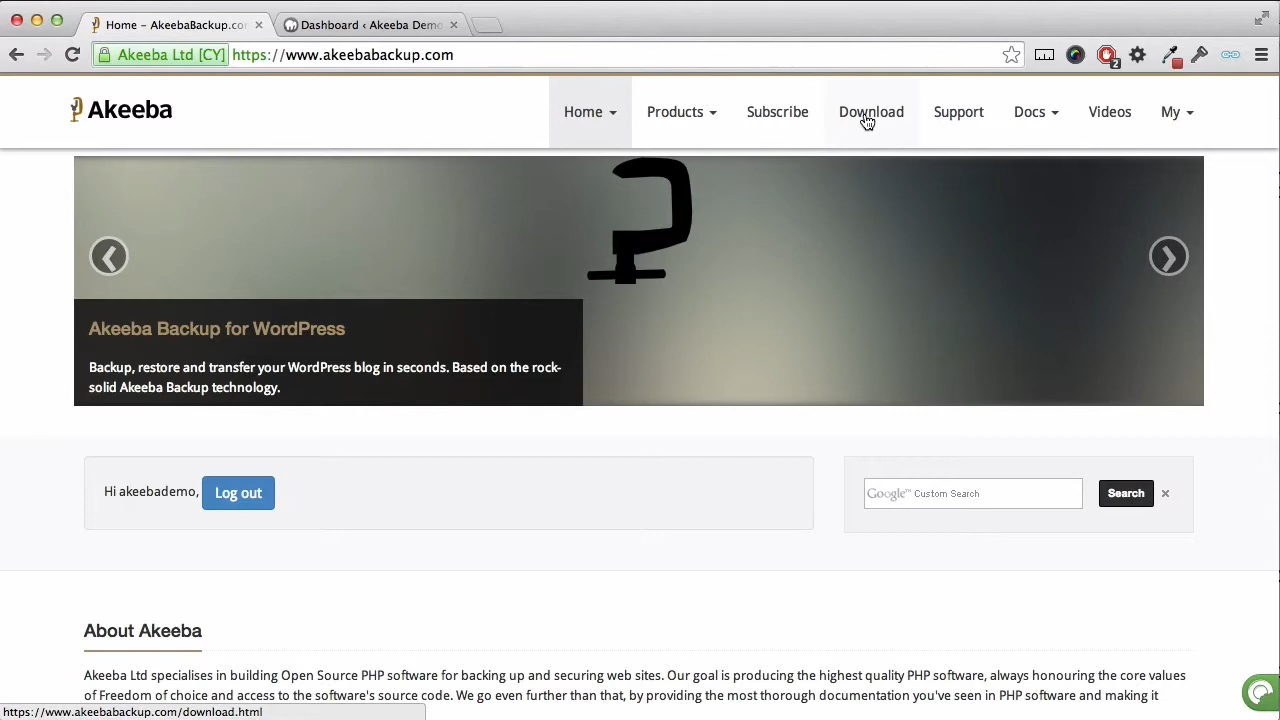 Home – AkeebaBackup.co
Dashboard ‹ Akeeba Demo
Akeeba Ltd [CY] https://www.akeebabackup.com
2
Akeeba
Home Products Subscribe Download Support Docs Videos My
Akeeba Backup for WordPress
Backup, restore and transfer your WordPress blog in seconds. Based on the rock-
solid Akeeba Backup technology.
Hi akeebademo, Log out
Google™ Custom Search Search
About Akeeba
Akeeba Ltd specialises in building Open Source PHP software for backing up and securing web sites. Our goal is producing the highest quality PHP software, always honouring the core values
of Freedom of choice and access to the software's source code. We go even further than that, by providing the most thorough documentation you've seen in PHP software and making it
https://www.akeebabackup.com/download.html